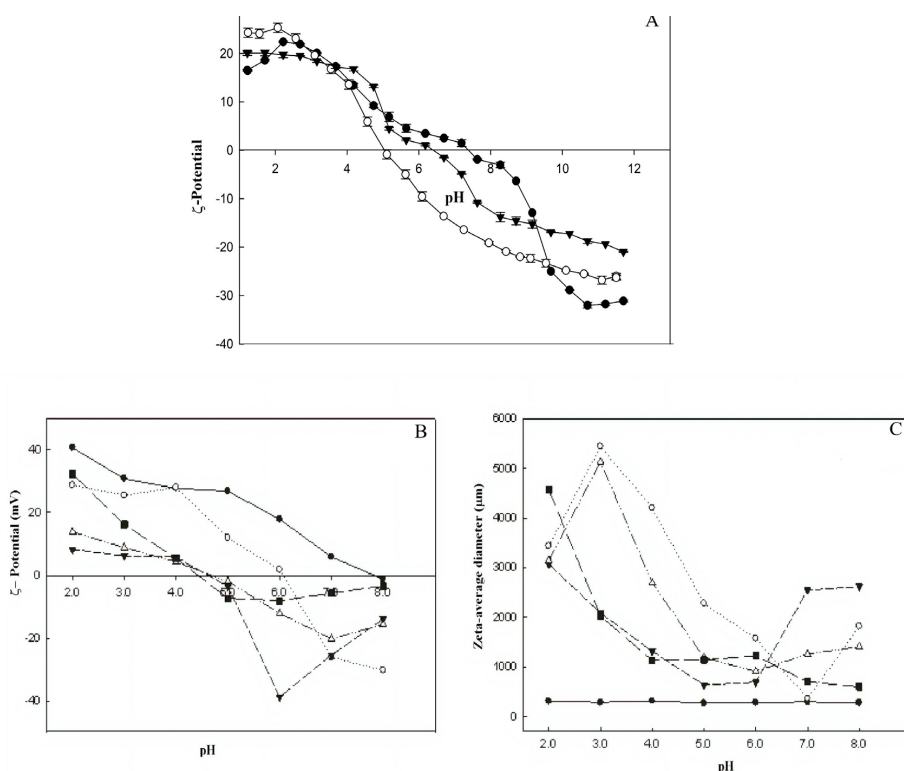 A
20
10
0
-10
-20
-30
-40
2 4 6 8 10 12
pH
ζ-Potential
B
40
20
0
-20
-40
2.0 3.0 4.0 5.0 6.0 7.0 8.0
ζ– Potential (mV)
pH
C
6000
5000
4000
3000
2000
1000
0
2.0 3.0 4.0 5.0 6.0 7.0 8.0
Zeta-average diameter (μm)
pH